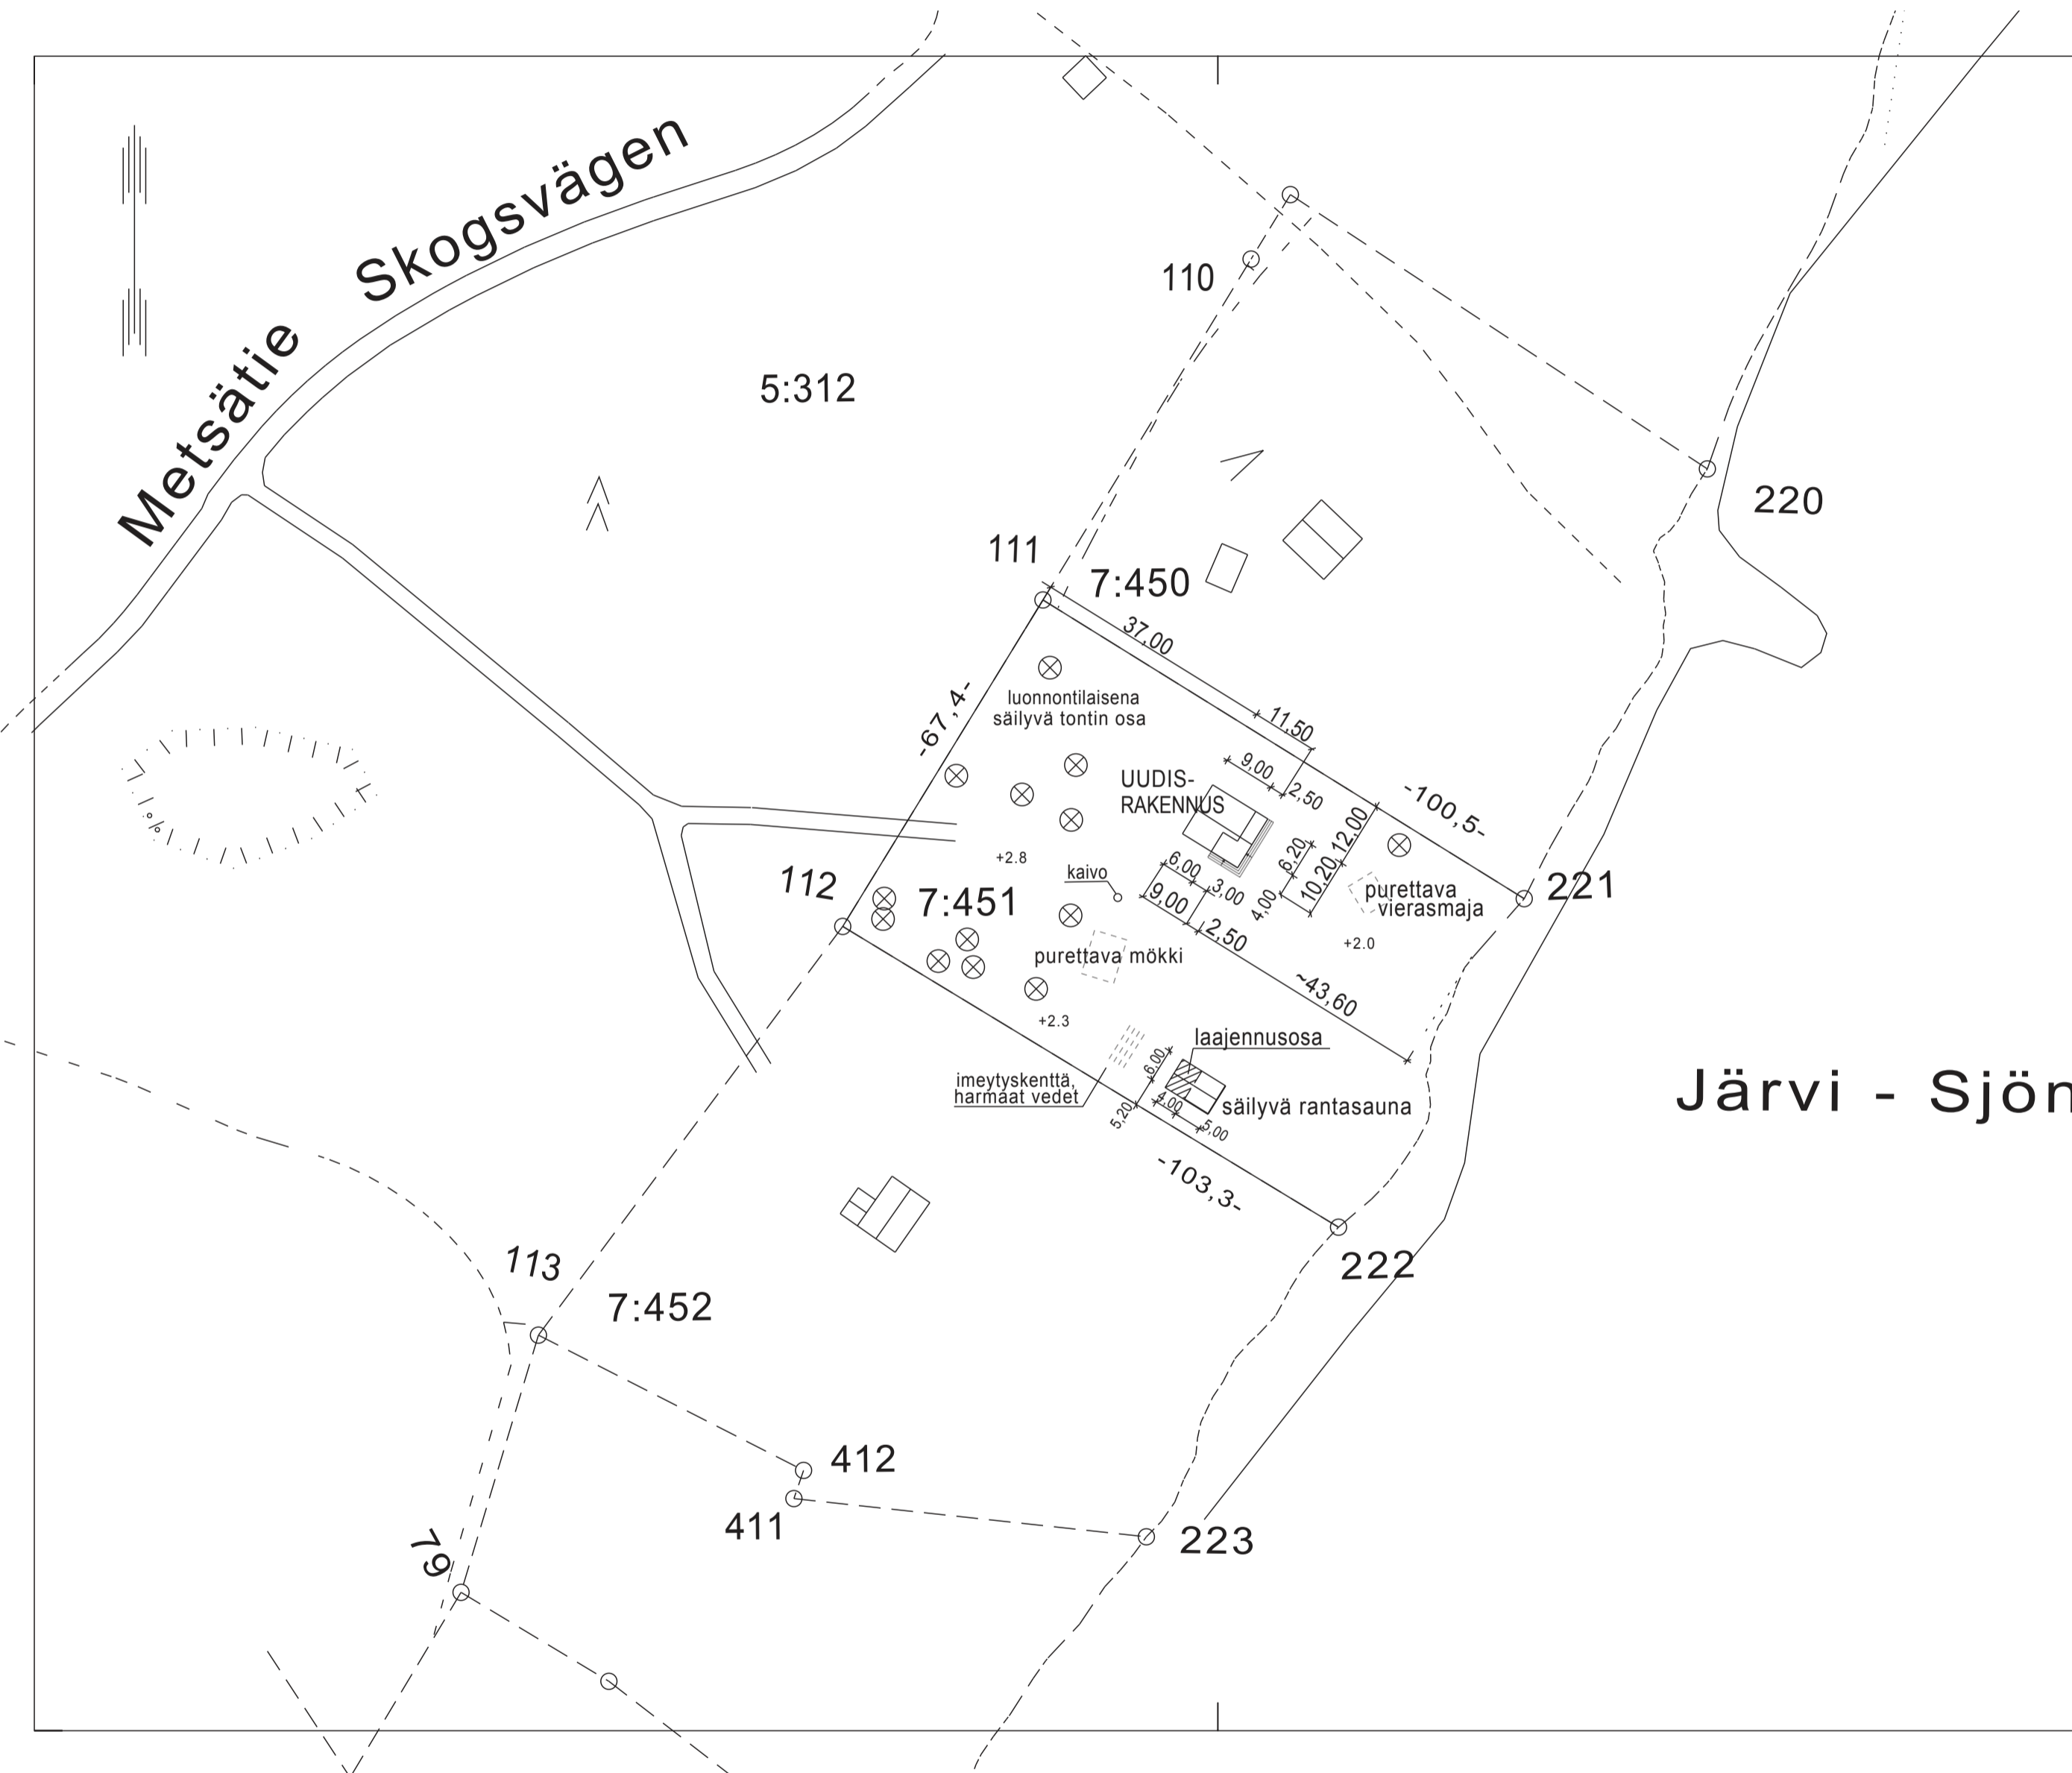 Skogsvägen
Metsätie
110
5:312
220
111
7:450
37,00
-67,4-
luonnontilaisena
säilyvä tontin osa
11,50
UUDIS-
RAKENNUS
9,00
2,50
-100,5-
12,00
6,20
10,20
4,00
+2.8
kaivo
6,00
3,00
9,00
2,50
purettava
vierasmaja
221
112
7:451
+2.0
purettava mökki
~43,60
+2.3
laajennusosa
6,00
imeytyskenttä,
harmaat vedet
4,00
5,20
5,00
säilyvä rantasauna
Järvi - Sjön
-103,3-
222
113
7:452
412
411
223
79